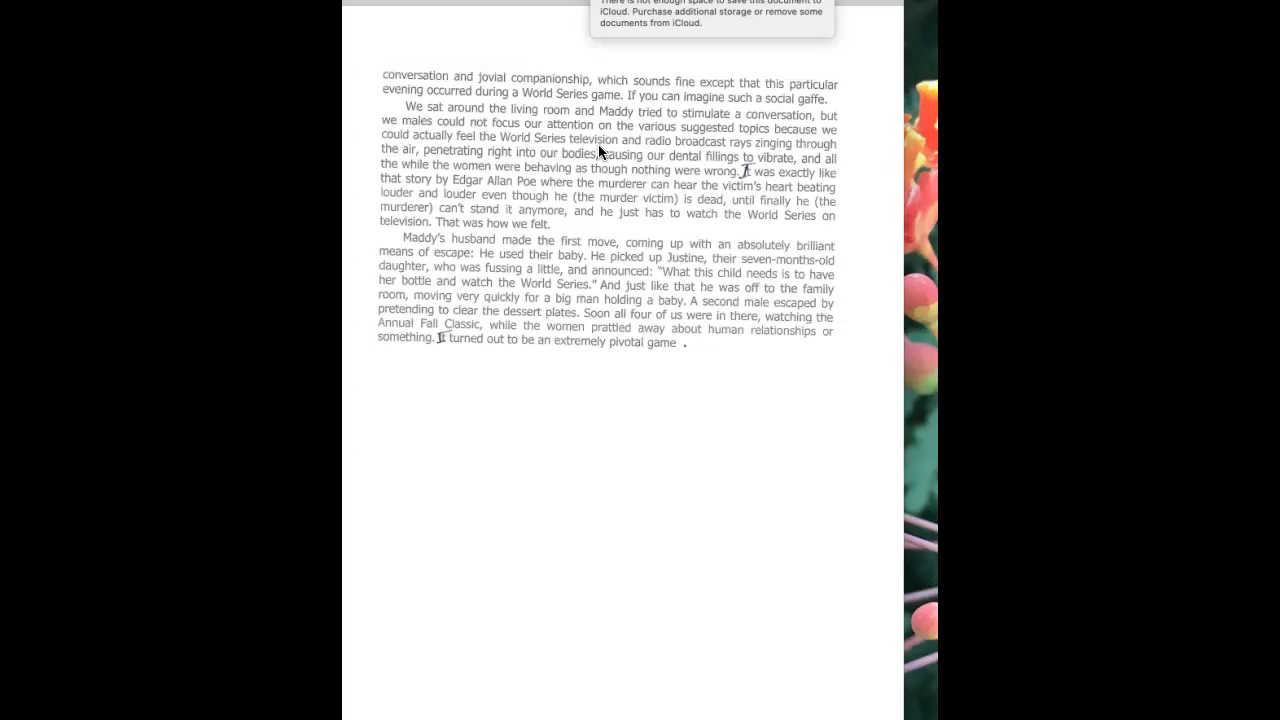 There is not enough space to save this document to
iCloud. Purchase additional storage or remove some
documents from iCloud.
conversation and jovial companionship, which sounds fine except that this particular
evening occurred during a World Series game. If you can imagine such a social gaffe.
We sat around the living room and Maddy tried to stimulate a conversation, but
we males could not focus our attention on the various suggested topics because we
could actually feel the World Series television and radio broadcast rays zinging through
the air, penetrating right into our bodies, causing our dental fillings to vibrate, and all
the while the women were behaving as though nothing were wrong. It was exactly like
that story by Edgar Allan Poe where the murderer can hear the victim's heart beating
louder and louder even though he (the murder victim) is dead, until finally he (the
murderer) can't stand it anymore, and he just has to watch the World Series on
television. That was how we felt.
Maddy's husband made the first move, coming up with an absolutely brilliant
means of escape: He used their baby. He picked up Justine, their seven-months-old
daughter, who was fussing a little, and announced: "What this child needs is to have
her bottle and watch the World Series." And just like that he was off to the family
room, moving very quickly for a big man holding a baby. A second male escaped by
pretending to clear the dessert plates. Soon all four of us were in there, watching the
Annual Fall Classic, while the women prattled away about human relationships or
something. It turned out to be an extremely pivotal game .